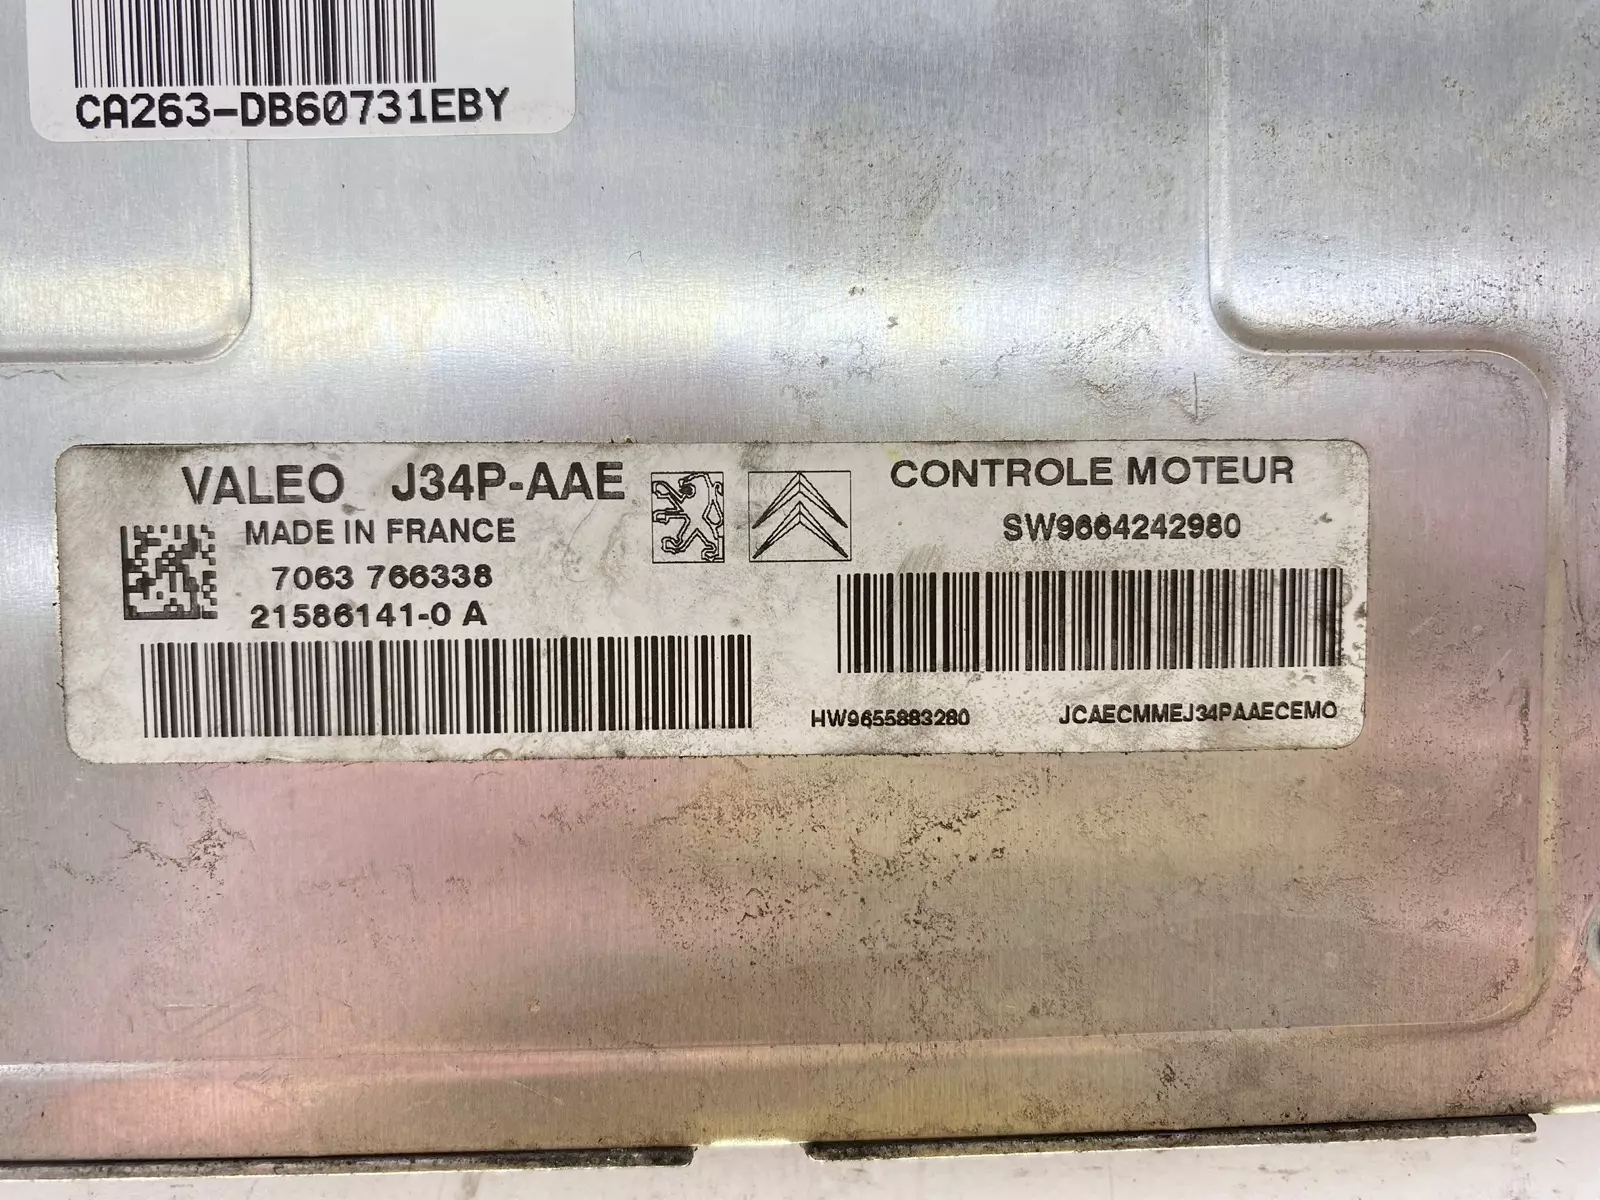 CA263-DB60731EBY
VALEO J34P-AAE
MADE IN FRANCE
7063 766338
21586141-0 A
CONTROLE MOTEUR
SW9664242980
HW9655883280 JCAECMMEJ34PAAECEMO